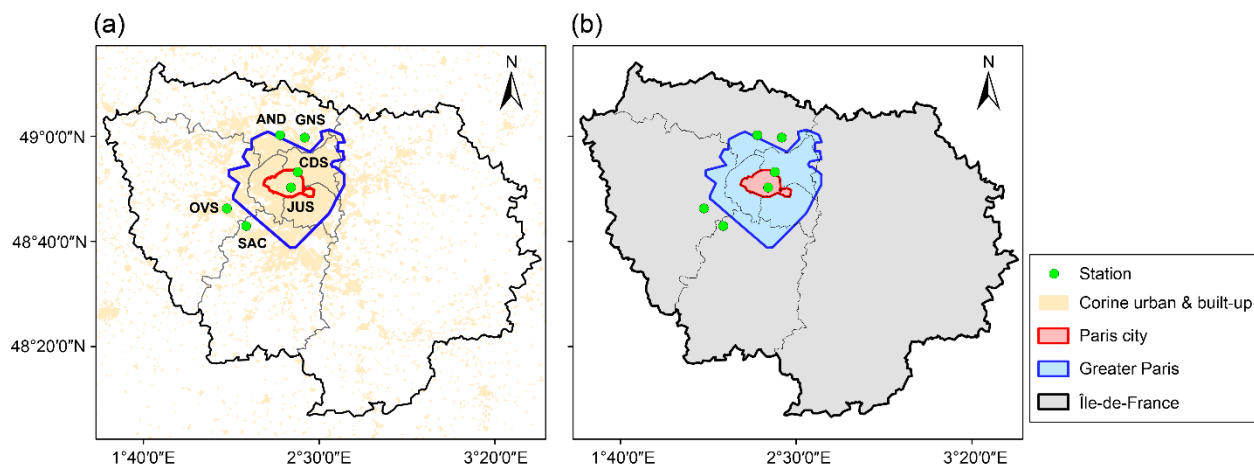 (a)
(b)
N
N
AND
GNS
49°0′0″N
CDS
OVS
JUS
SAC
48°40′0″N
48°20′0″N
Station
Corine urban & built-up
Paris city
Greater Paris
Île-de-France
1°40′0″E
2°30′0″E
3°20′0″E
1°40′0″E
2°30′0″E
3°20′0″E